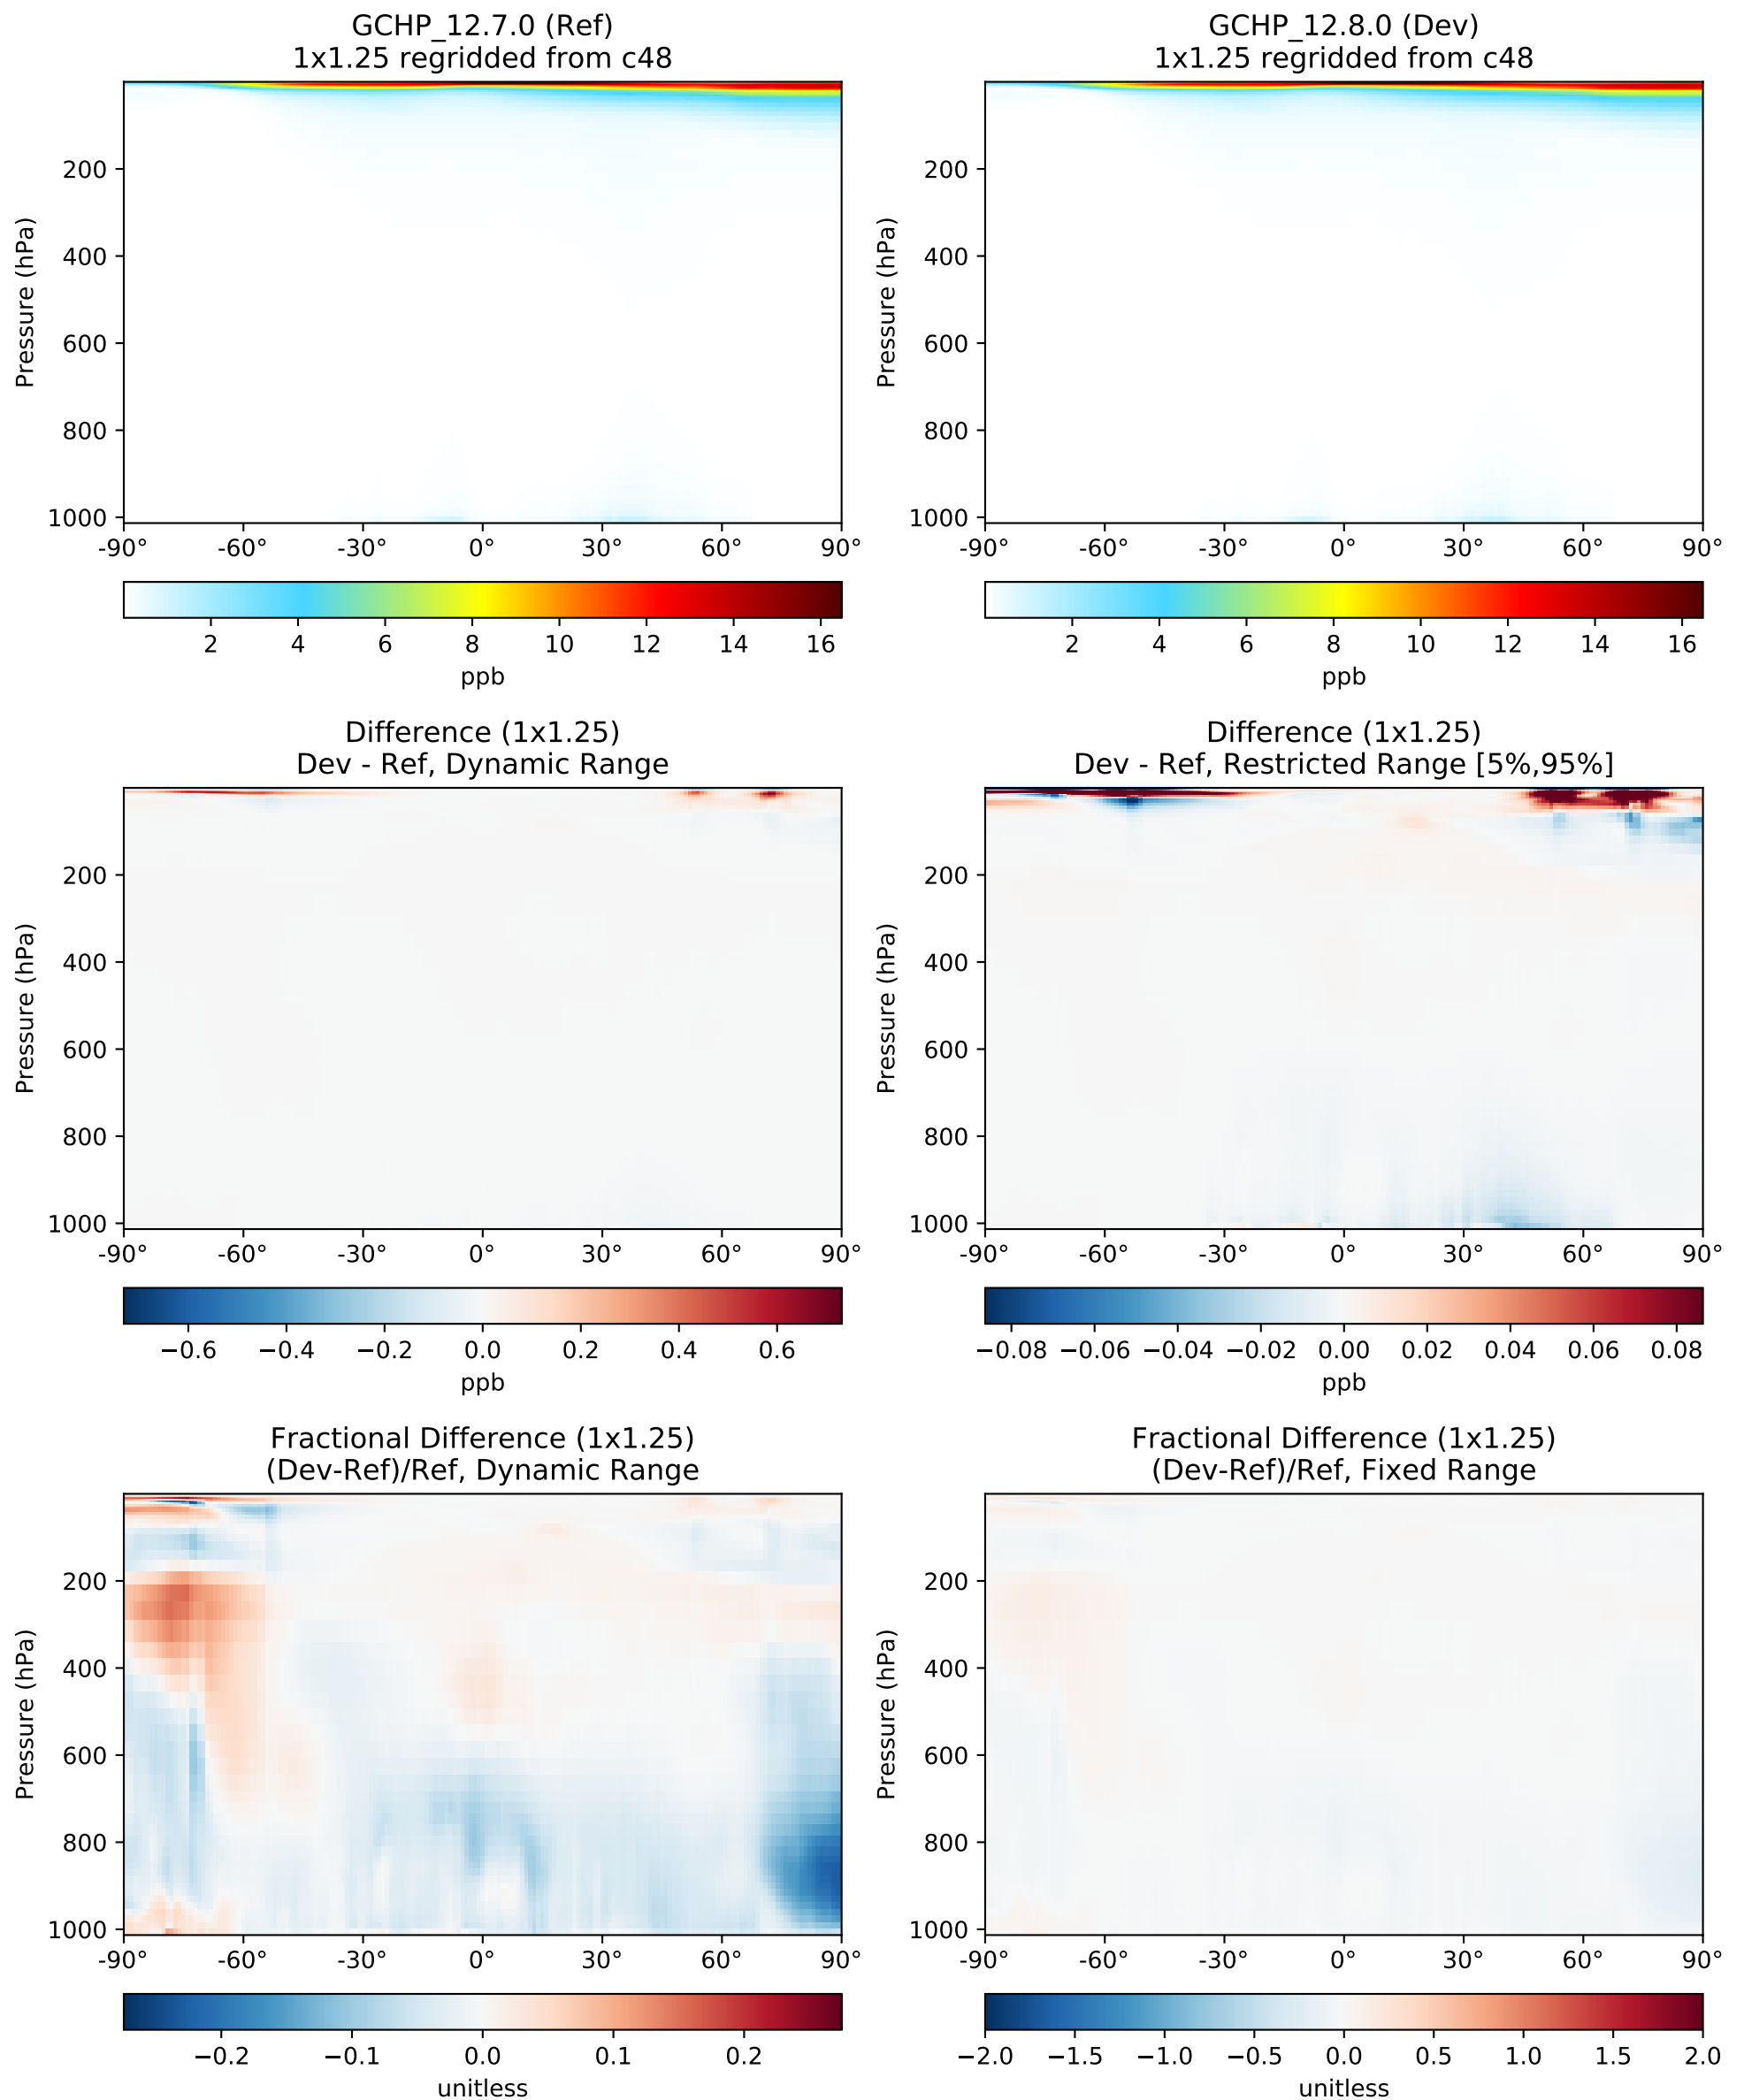 GCHP_12.7.0 (Ref)
1x1.25 regridded from c48
Pressure (hPa)
200
400
600
800
1000
-90° -60° -30° 0° 30° 60° 90°
2 4 6 8 10 12 14 16
ppb
GCHP_12.8.0 (Dev)
1x1.25 regridded from c48
Pressure (hPa)
200
400
600
800
1000
-90° -60° -30° 0° 30° 60° 90°
2 4 6 8 10 12 14 16
ppb
Difference (1x1.25)
Dev - Ref, Dynamic Range
Pressure (hPa)
200
400
600
800
1000
-90° -60° -30° 0° 30° 60° 90°
−0.6 −0.4 −0.2 0.0 0.2 0.4 0.6
ppb
Difference (1x1.25)
Dev - Ref, Restricted Range [5%,95%]
Pressure (hPa)
200
400
600
800
1000
-90° -60° -30° 0° 30° 60° 90°
−0.08 −0.06 −0.04 −0.02 0.00 0.02 0.04 0.06 0.08
ppb
Fractional Difference (1x1.25)
(Dev-Ref)/Ref, Dynamic Range
Pressure (hPa)
200
400
600
800
1000
-90° -60° -30° 0° 30° 60° 90°
−0.2 −0.1 0.0 0.1 0.2
unitless
Fractional Difference (1x1.25)
(Dev-Ref)/Ref, Fixed Range
Pressure (hPa)
200
400
600
800
1000
-90° -60° -30° 0° 30° 60° 90°
−2.0 −1.5 −1.0 −0.5 0.0 0.5 1.0 1.5 2.0
unitless